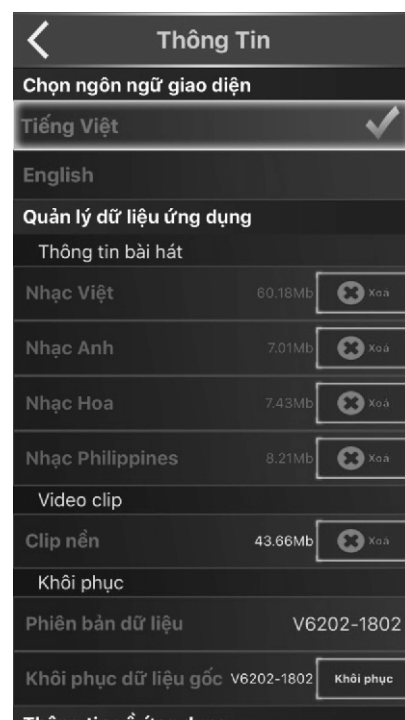 Thông Tin
Chọn ngôn ngữ giao diện
Tiếng Việt
English
Quản lý dữ liệu ứng dụng
Thông tin bài hát
Nhạc Việt 60.18Mb Xoá
Nhạc Anh 7.01Mb Xoá
Nhạc Hoa 7.43Mb Xoá
Nhạc Philippines 8.21Mb Xoá
Video clip
Clip nền 43.66Mb Xoá
Khôi phục
Phiên bản dữ liệu V6202-1802
Khôi phục dữ liệu gốc V6202-1802 Khôi phục